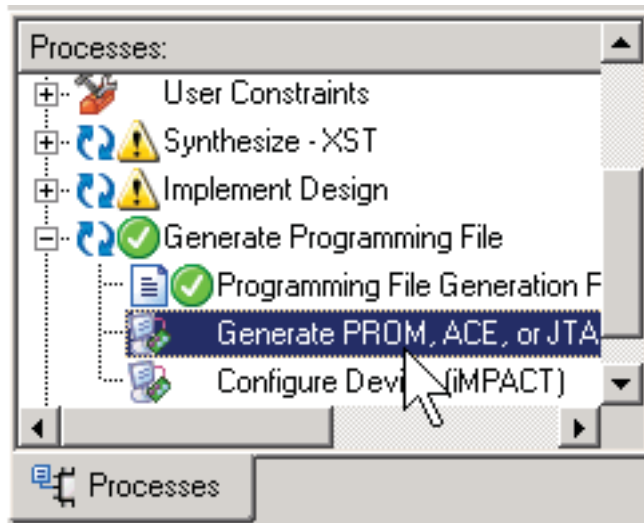 Processes:
User Constraints
Synthesize - XST
Implement Design
Generate Programming File
Programming File Generation F
Generate PROM, ACE, or JTA
Configure Devi (iMPACT)
Processes